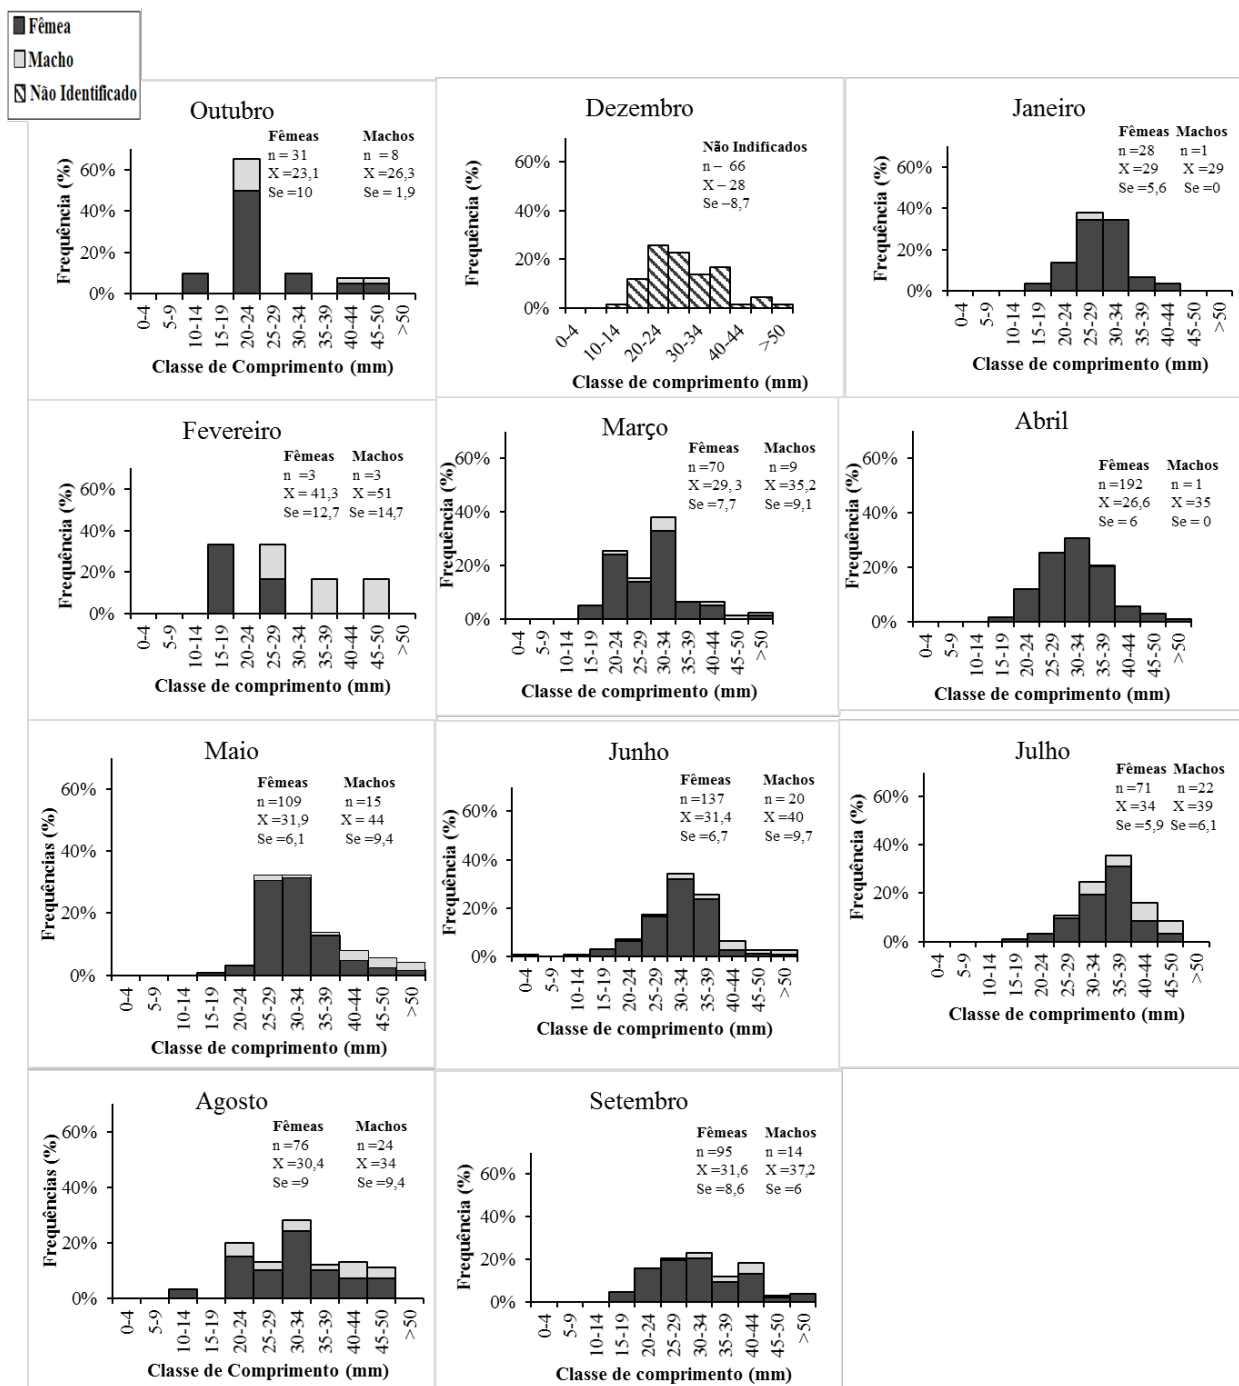 Fêmea
Macho
Não Identificado
Outubro
Fêmeas Machos
n = 31 n = 8
X =23,1 X =26,3
Se =10 Se = 1,9
Frequência (%)
60%
40%
20%
0%
0-4 5-9 10-14 15-19 20-24 25-29 30-34 35-39 40-44 45-50 >50
Classe de Comprimento (mm)
Dezembro
Não Indificados
n – 66
X – 28
Se –8,7
Frequência (%)
60%
40%
20%
0%
0-4 10-14 20-24 30-34 40-44 >50
Classe de comprimento (mm)
Janeiro
Fêmeas Machos
n=28 n=1
X =29 X =29
Se =5,6 Se =0
Frequência (%)
60%
40%
20%
0%
0-4 5-9 10-14 15-19 20-24 25-29 30-34 35-39 40-44 45-50 >50
Classe de comprimento (mm)
Fevereiro
Fêmeas Machos
n =3 n =3
X = 41,3 X =51
Se =12,7 Se =14,7
Frequência (%)
60%
40%
20%
0%
0-4 5-9 10-14 15-19 20-24 25-29 30-34 35-39 40-44 45-50 >50
Classe de comprimento (mm)
Março
Fêmeas Machos
n =70 n =9
X =29,3 X =35,2
Se =7,7 Se =9,1
Frequência (%)
60%
40%
20%
0%
0-4 5-9 10-14 15-19 20-24 25-29 30-34 35-39 40-44 45-50 >50
Classe de comprimento (mm)
Abril
Fêmeas Machos
n =192 n = 1
X =26,6 X =35
Se = 6 Se = 0
Frequência (%)
60%
40%
20%
0%
0-4 5-9 10-14 15-19 20-24 25-29 30-34 35-39 40-44 45-50 >50
Classe de comprimento (mm)
Maio
Fêmeas Machos
n =109 n =15
X =31,9 X = 44
Se =6,1 Se =9,4
Frequências (%)
60%
40%
20%
0%
0-4 5-9 10-14 15-19 20-24 25-29 30-34 35-39 40-44 45-50 >50
Classe de comprimento (mm)
Junho
Fêmeas Machos
n =137 n = 20
X =31,4 X = 40
Se =6,7 Se =9,7
Frequência (%)
60%
40%
20%
0%
0-4 5-9 10-14 15-19 20-24 25-29 30-34 35-39 40-44 45-50 >50
Classe de comprimento (mm)
Julho
Fêmeas Machos
n =71 n =22
X =34 X =39
Se =5,9 Se =6,1
Frequência (%)
60%
40%
20%
0%
0-4 5-9 10-14 15-19 20-24 25-29 30-34 35-39 40-44 45-50 >50
Classe de comprimento (mm)
Agosto
Fêmeas Machos
n =76 n =24
X =30,4 X =34
Se =9 Se =9,4
Frequências (%)
60%
40%
20%
0%
0-4 5-9 10-14 15-19 20-24 25-29 30-34 35-39 40-44 45-50 >50
Classe de Comprimento (mm)
Setembro
Fêmeas Machos
n =95 n =14
X =31,6 X =37,2
Se =8,6 Se =6
Frequência (%)
60%
40%
20%
0%
0-4 5-9 10-14 15-19 20-24 25-29 30-34 35-39 40-44 45-50 >50
Classe de comprimento (mm)